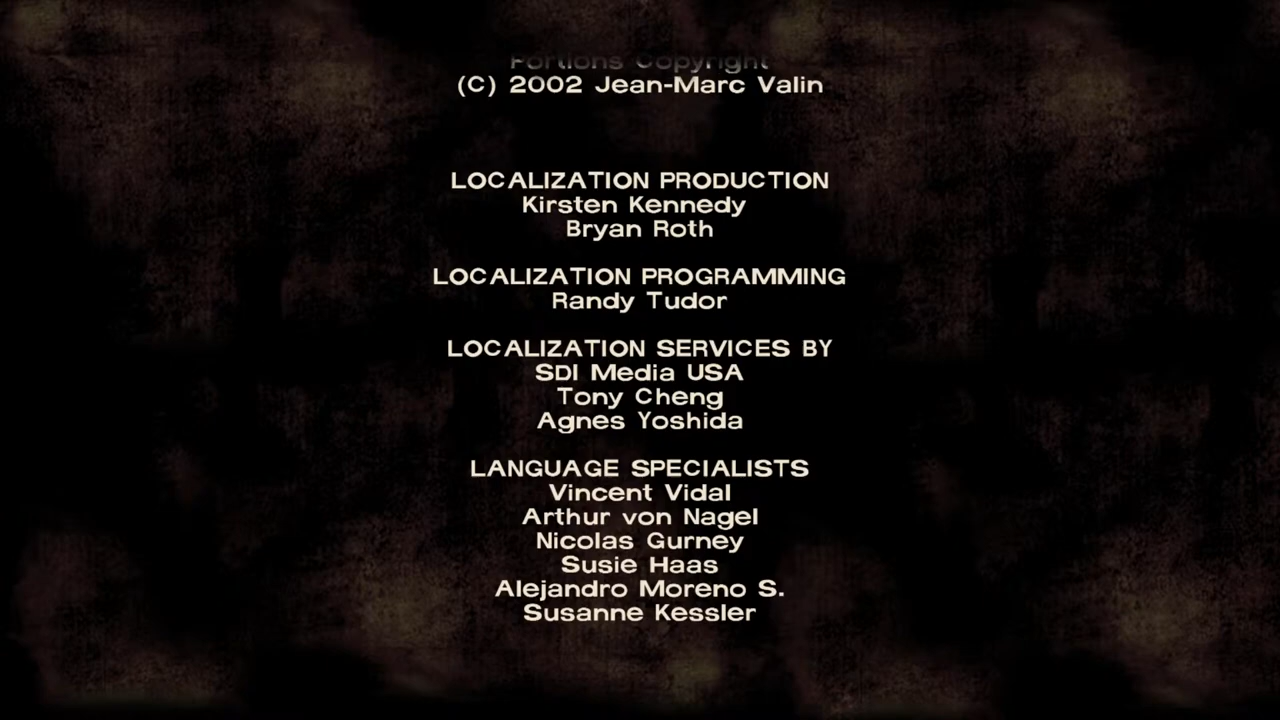 Portions Copyright
(C) 2002 Jean-Marc Valin
LOCALIZATION PRODUCTION
Kirsten Kennedy
Bryan Roth
LOCALIZATION PROGRAMMING
Randy Tudor
LOCALIZATION SERVICES BY
SDI Media USA
Tony Cheng
Agnes Yoshida
LANGUAGE SPECIALISTS
Vincent Vidal
Arthur von Nagel
Nicolas Gurney
Susie Haas
Alejandro Moreno S.
Susanne Kessler